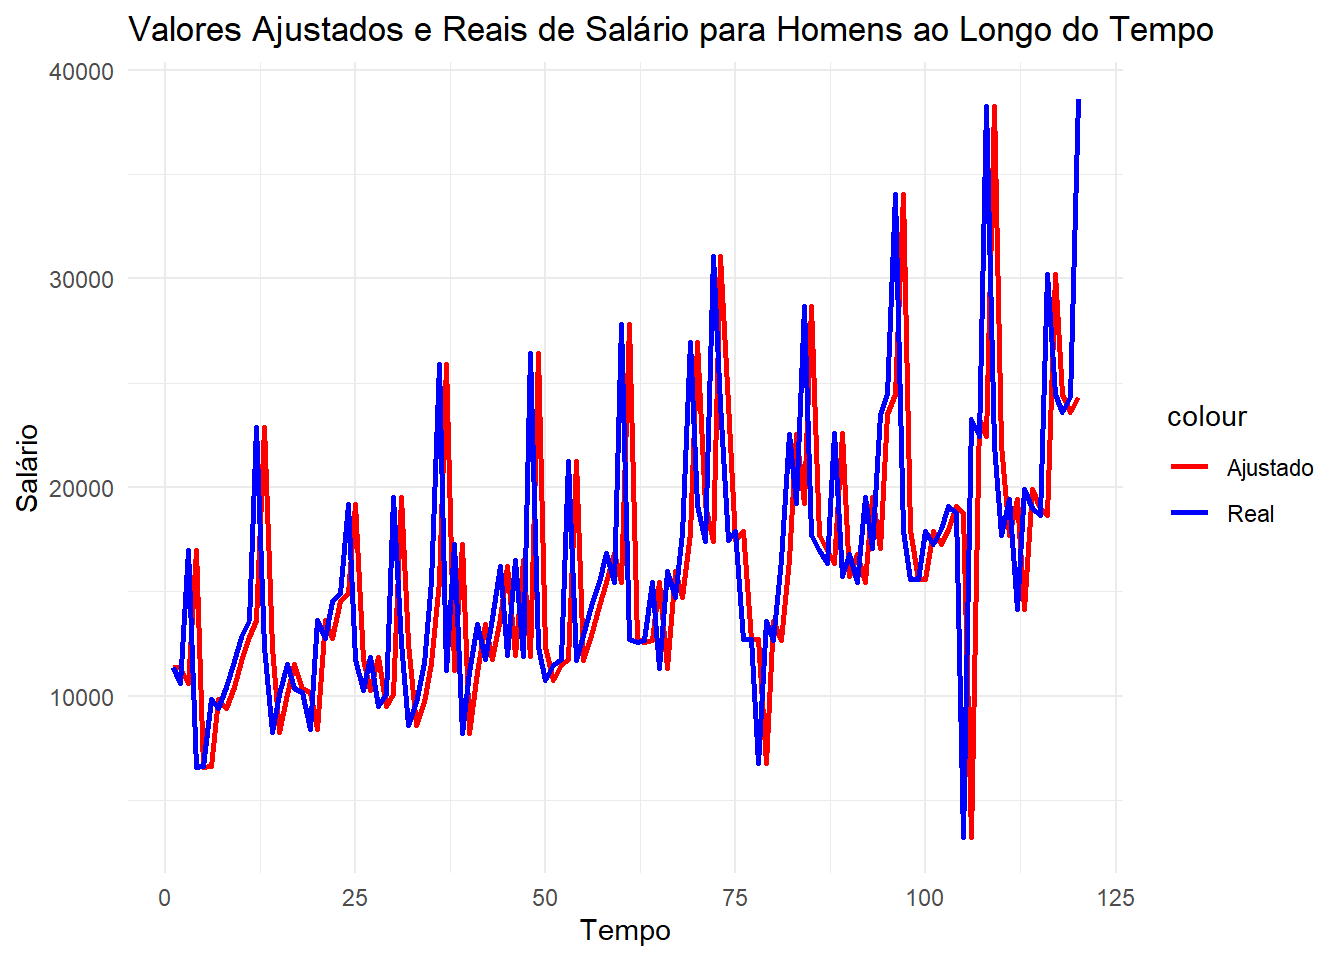 Valores Ajustados e Reais de Salário para Homens ao Longo do Tempo
40000
30000
20000
10000
Salário
0
25
50
75
100
125
Tempo
colour
Ajustado
Real